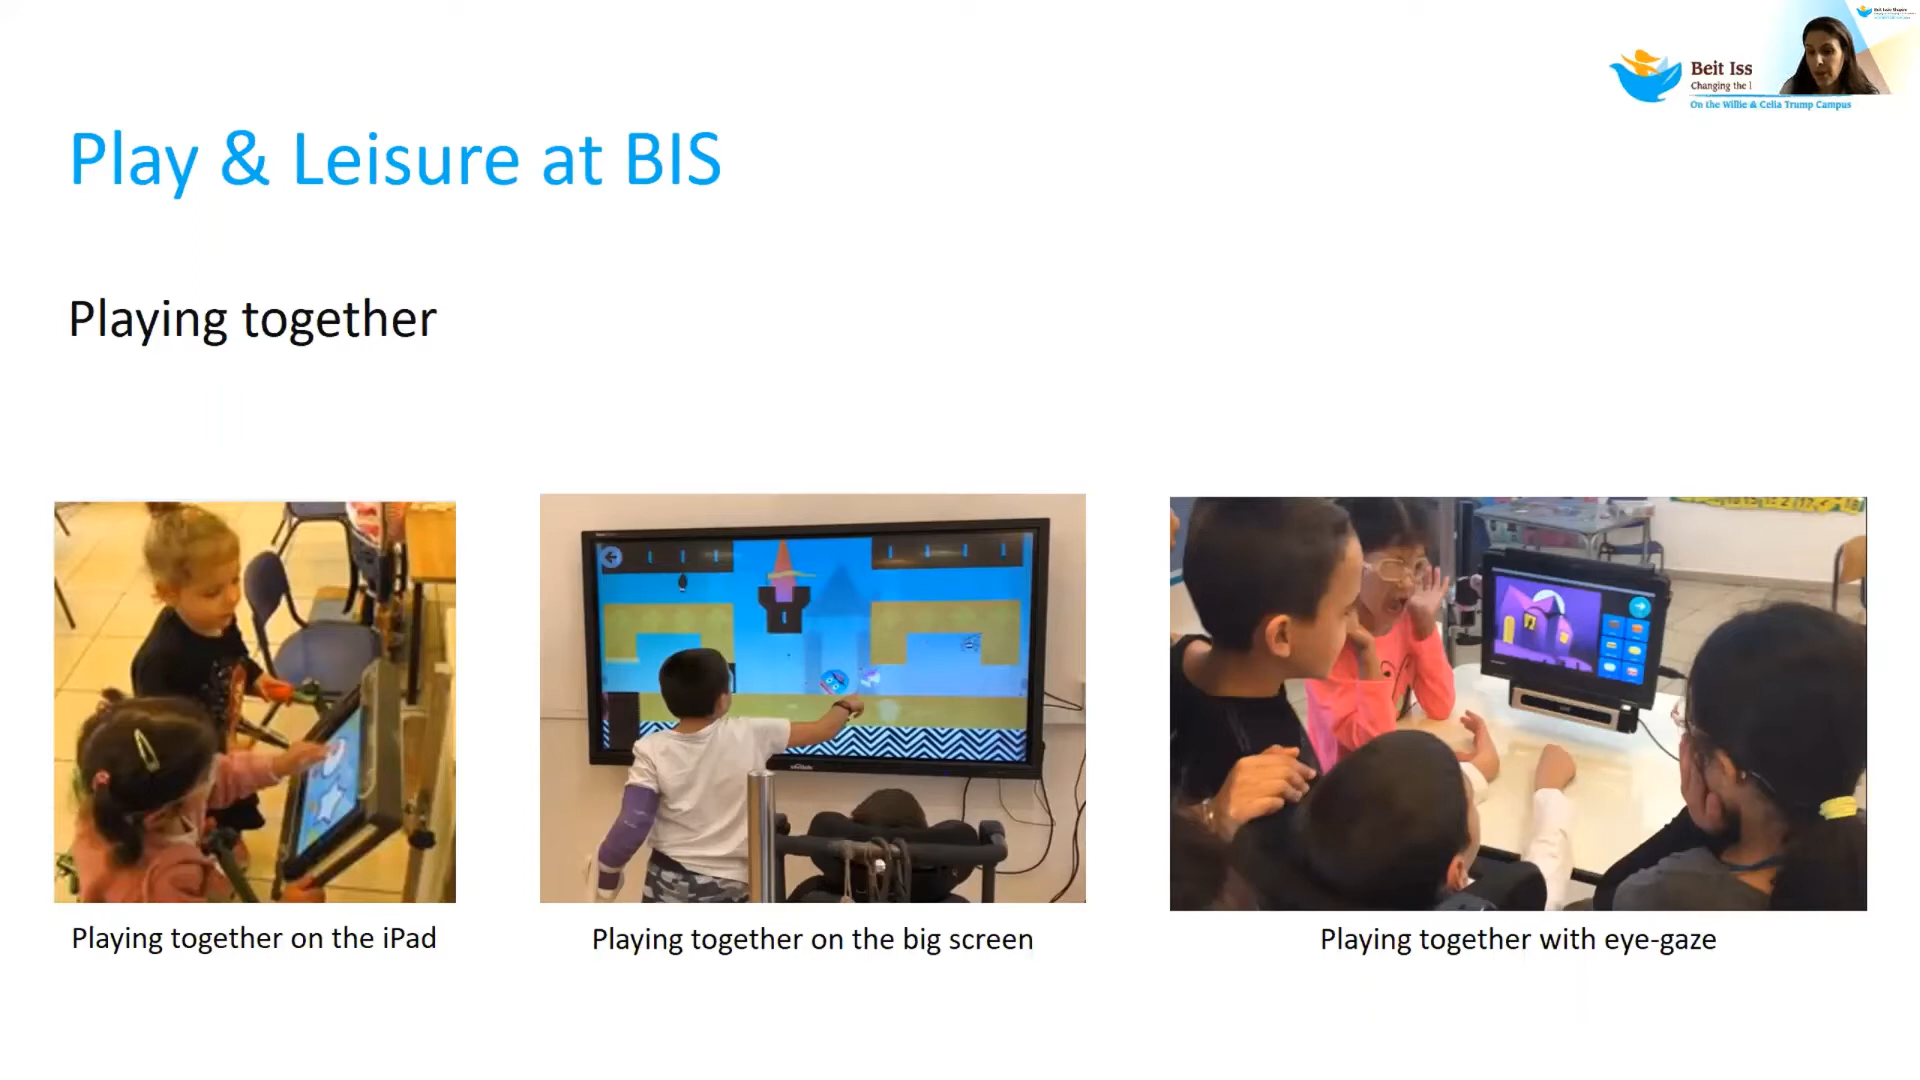 Beit Iss
Changing the l
On the Willie & Celia Trump Campus
Play & Leisure at BIS
Playing together
Playing together on the iPad
Playing together on the big screen
Playing together with eye-gaze